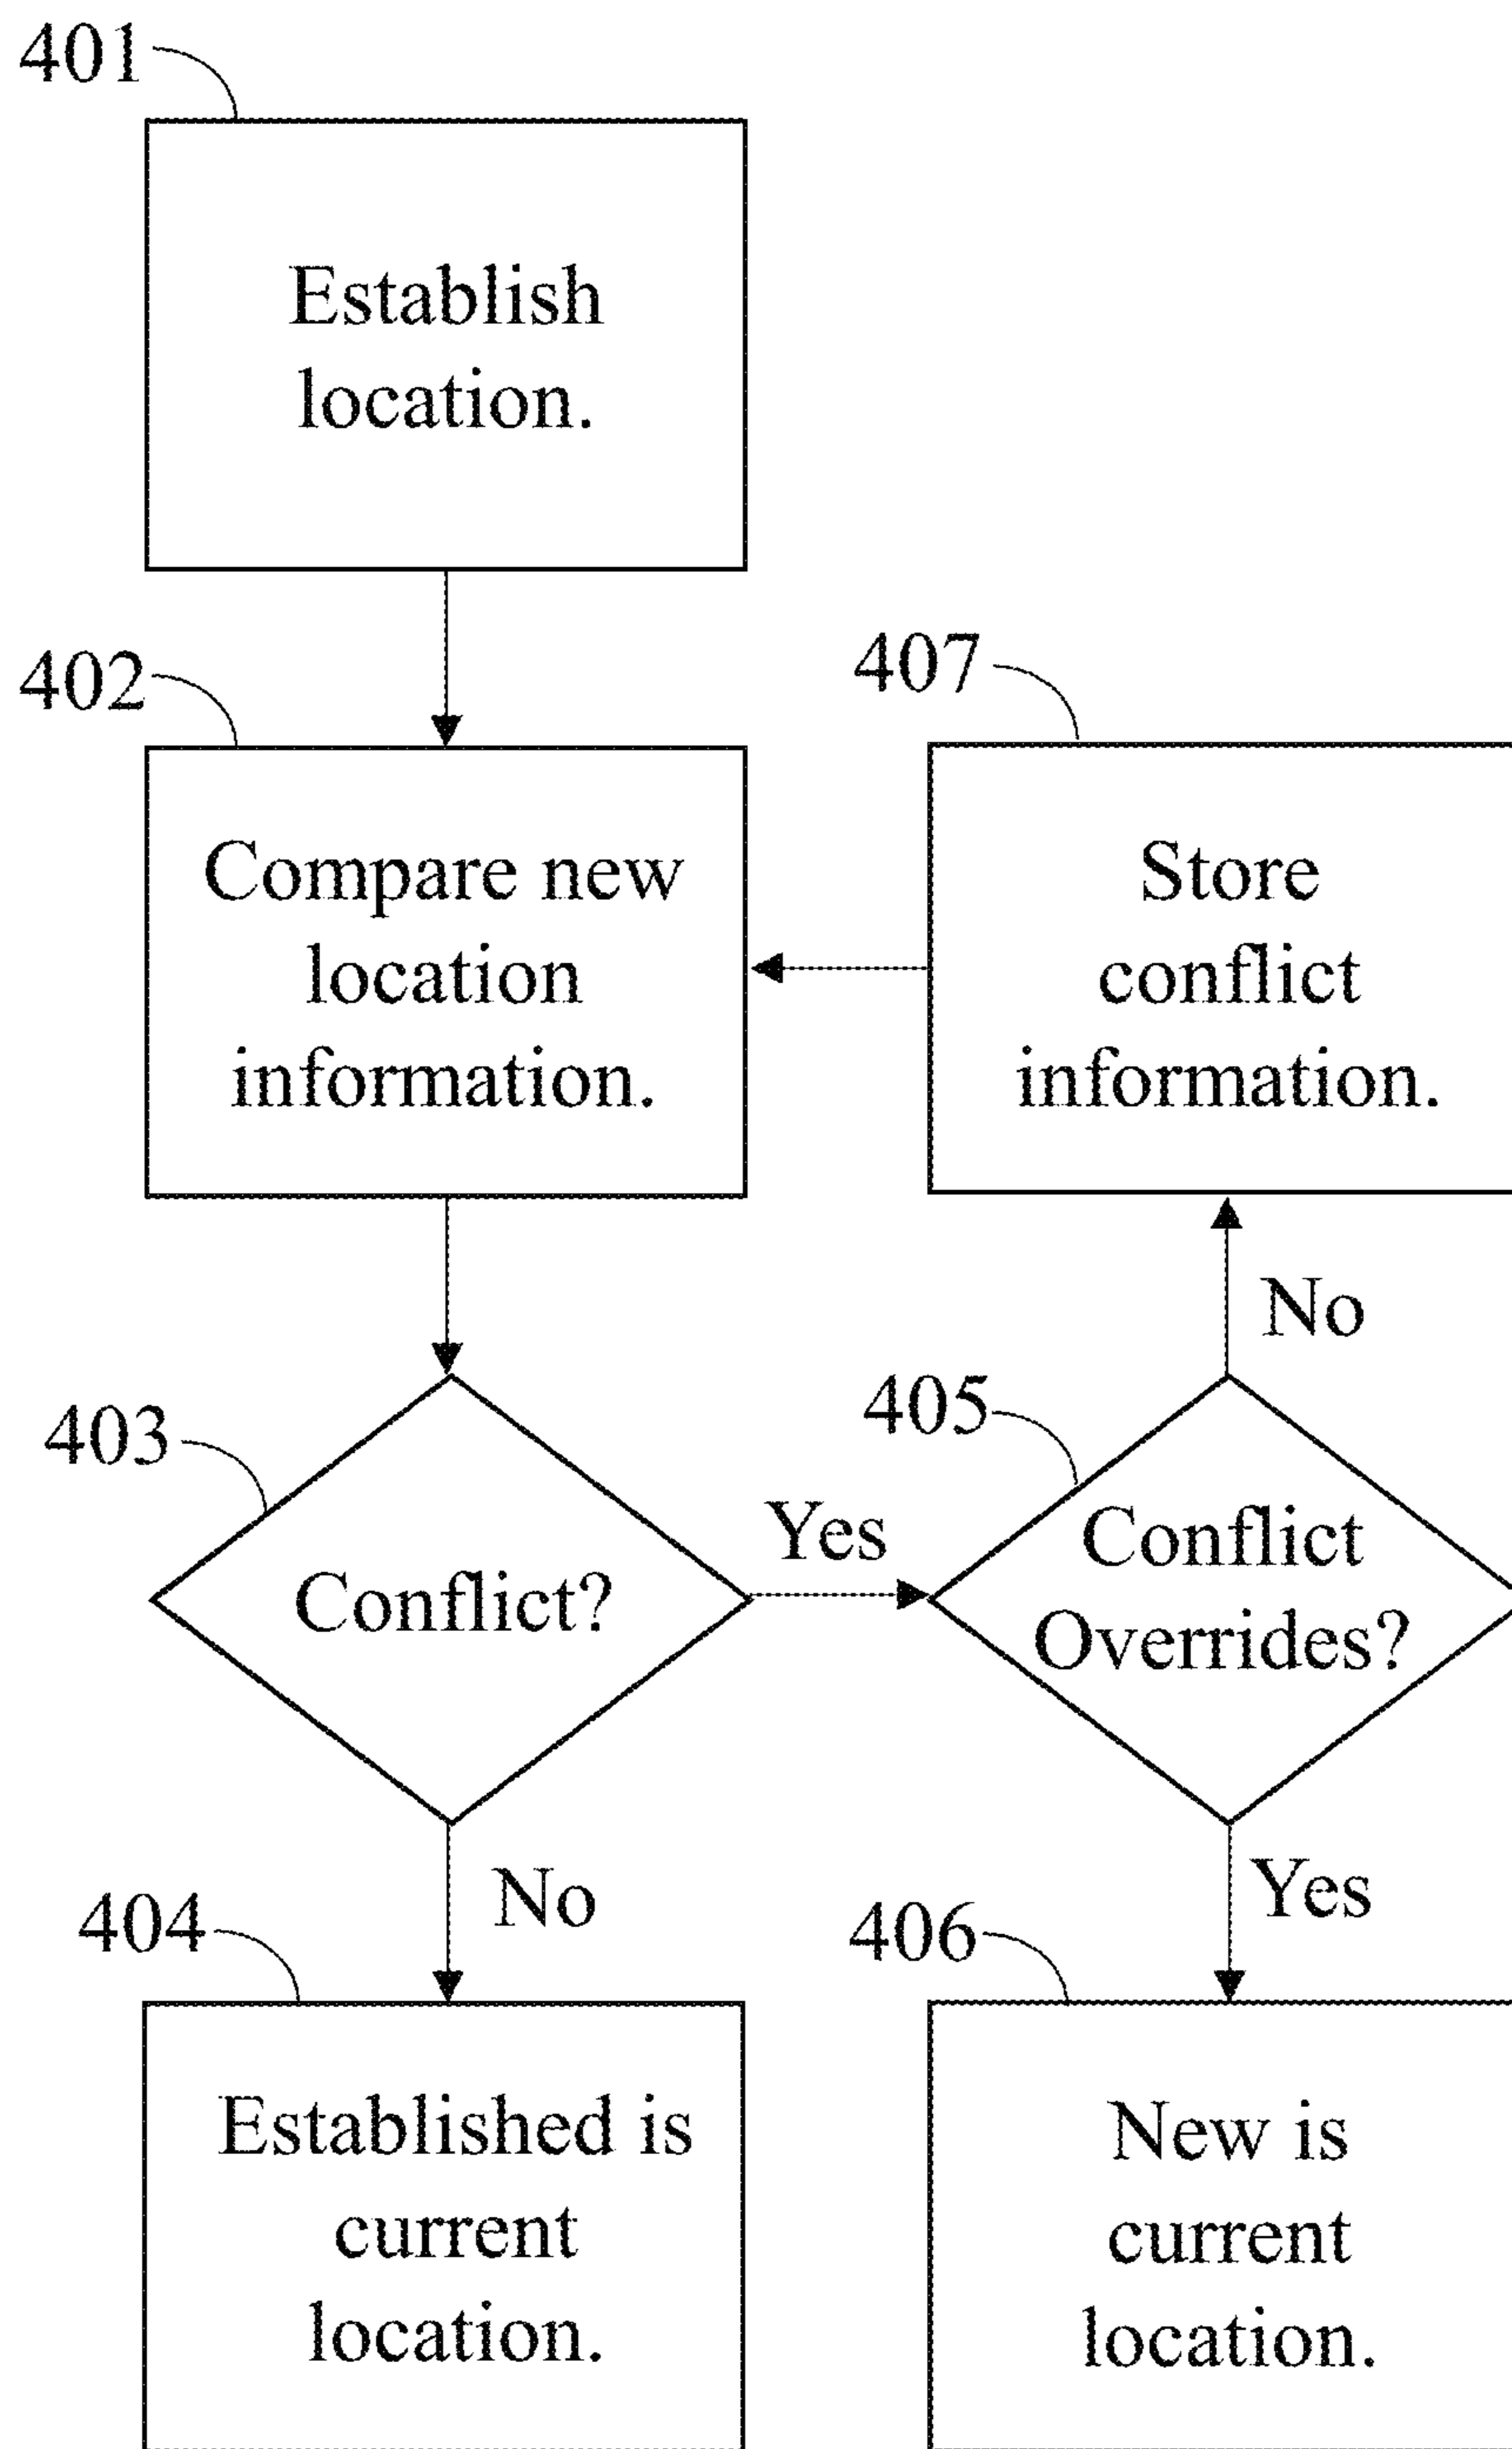 401
Establish
location.
402
Compare new
location
information.
407
Store
conflict
information.
No
403
Conflict?
Yes
405
Conflict
Overrides?
No
Yes
404
Established is
current
location.
406
New is
current
location.